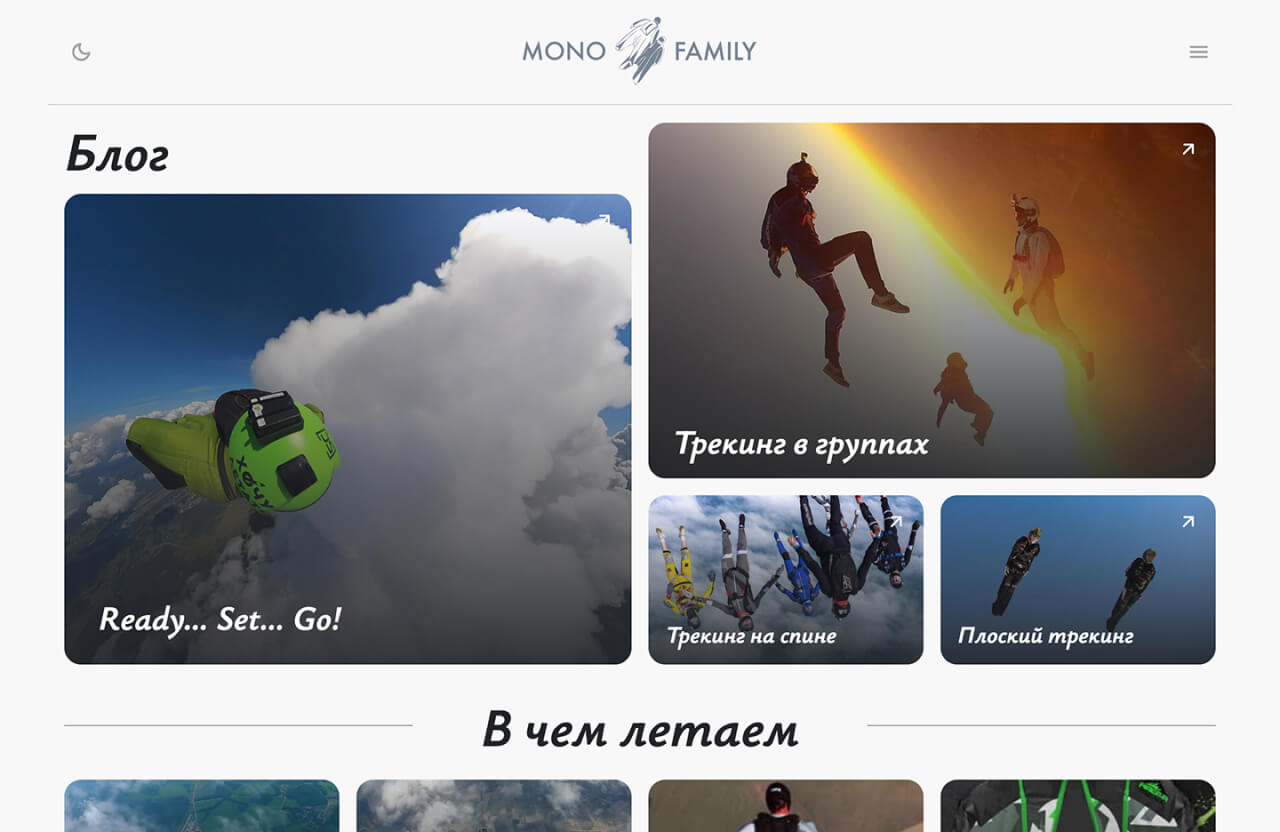 MONO FAMILY
Блог
Ready... Set... Go!
Трекинг в группах
Трекинг на спине
Плоский трекинг
В чем летаем